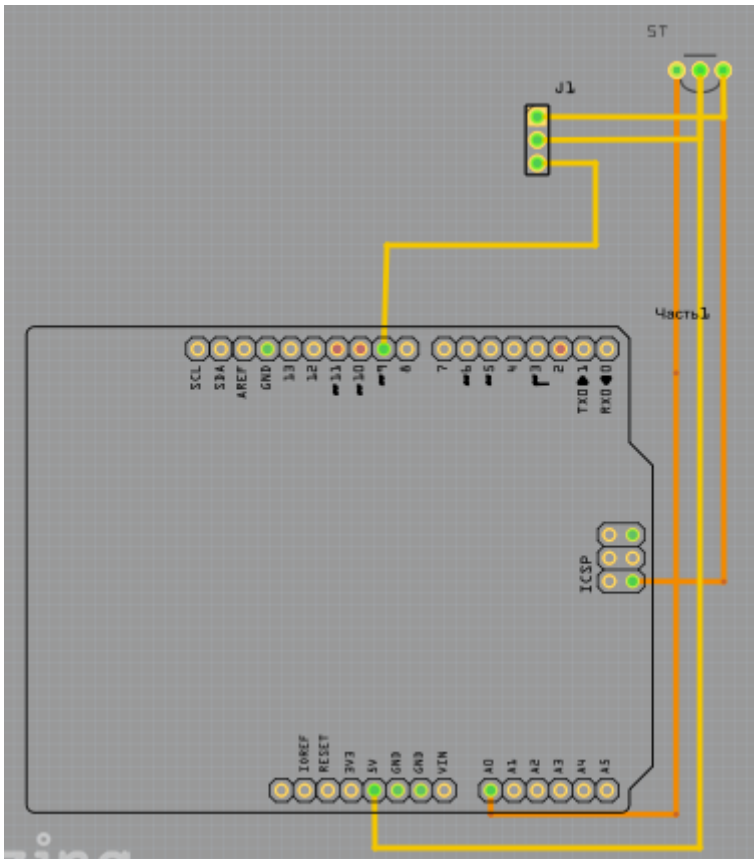 ST
J1
Часть1
SCL
SDA
AREF
GND
13
12
11
10
9
8
7
6
5
4
3
2
TX0▶1
RX0◀0
ICSP
IOREF
RESET
3V3
5V
GND
GND
VIN
A0
A1
A2
A3
A4
A5